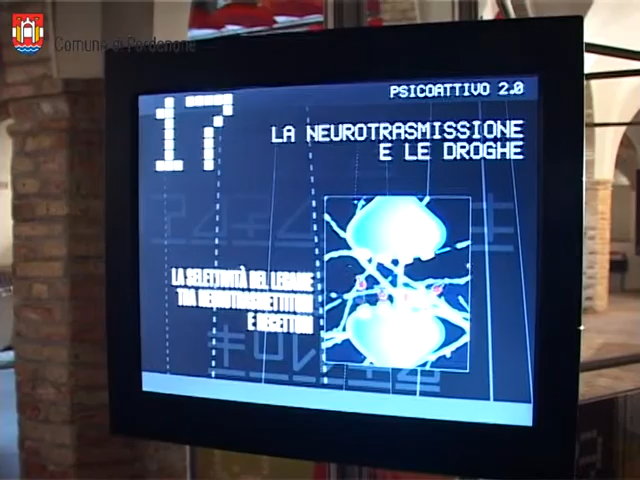 Comune di Pordenone
PSICOATTIVO 2.0
17
LA NEUROTRASMISSIONE
E LE DROGHE
LA SELETTIVITÀ DEL LEGAME
TRA NEUROTRASMETTITORI
E RECETTORI